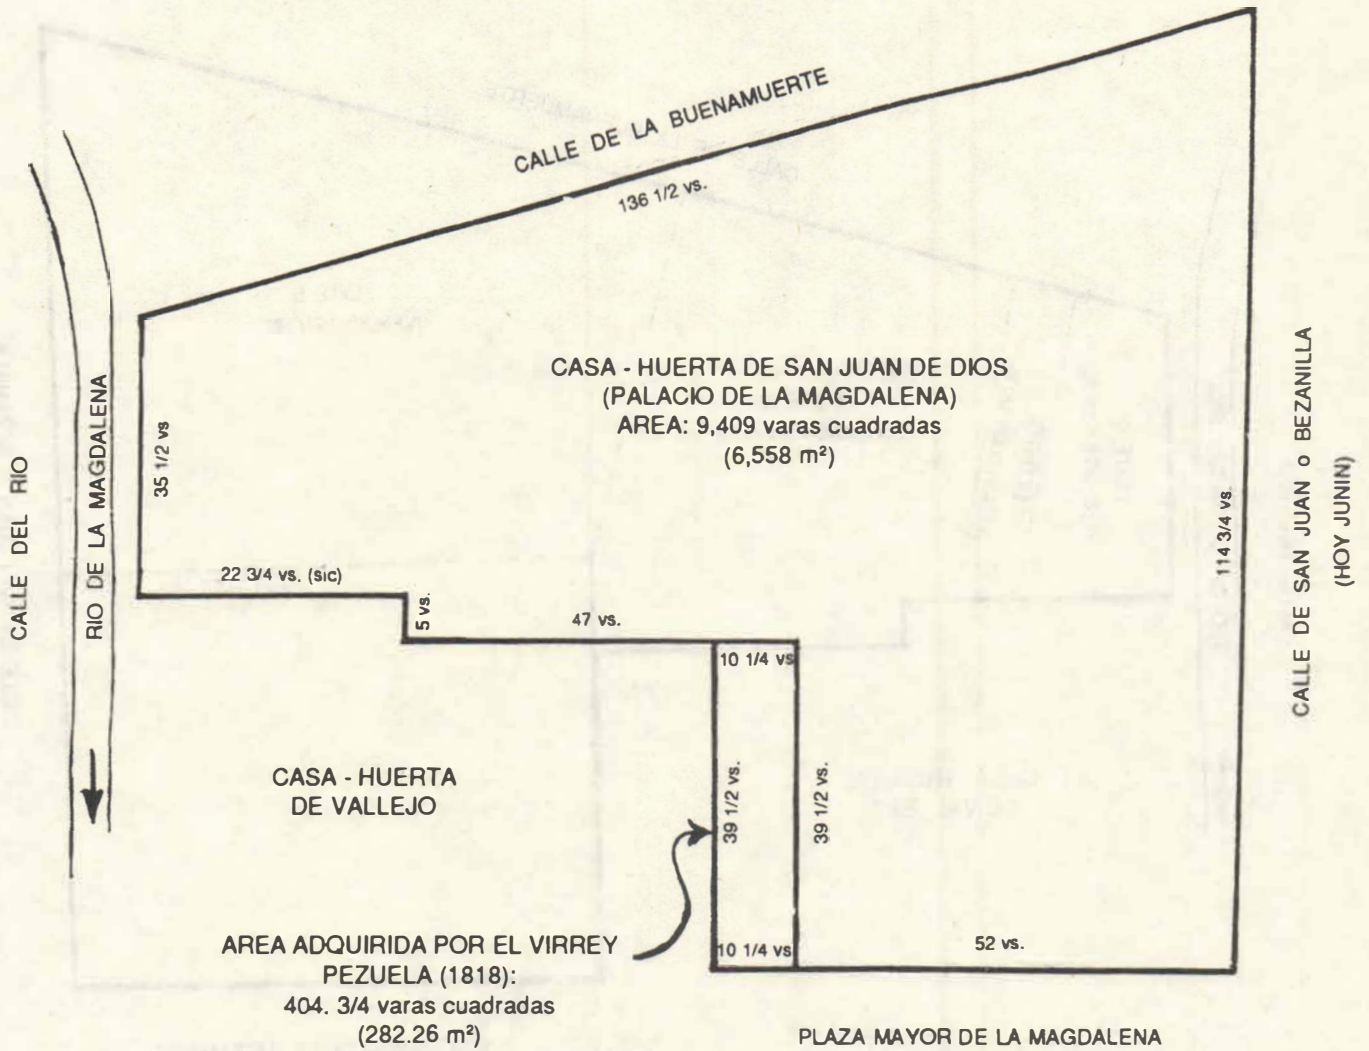 CALLE DE LA BUENAMUERTE
136 1/2 vs.
CASA - HUERTA DE SAN JUAN DE DIOS
(PALACIO DE LA MAGDALENA)
AREA: 9,409 varas cuadradas
(6,558 m²)
CALLE DEL RIO
RIO DE LA MAGDALENA
35 1/2 vs
114 3/4 vs.
CALLE DE SAN JUAN o BEZANILLA
(HOY JUNIN)
22 3/4 vs. (sic)
5 vs.
47 vs.
10 1/4 vs
39 1/2 vs.
39 1/2 vs.
CASA - HUERTA
DE VALLEJO
AREA ADQUIRIDA POR EL VIRREY
PEZUELA (1818):
404. 3/4 varas cuadradas
(282.26 m²)
10 1/4 vs
52 vs.
PLAZA MAYOR DE LA MAGDALENA